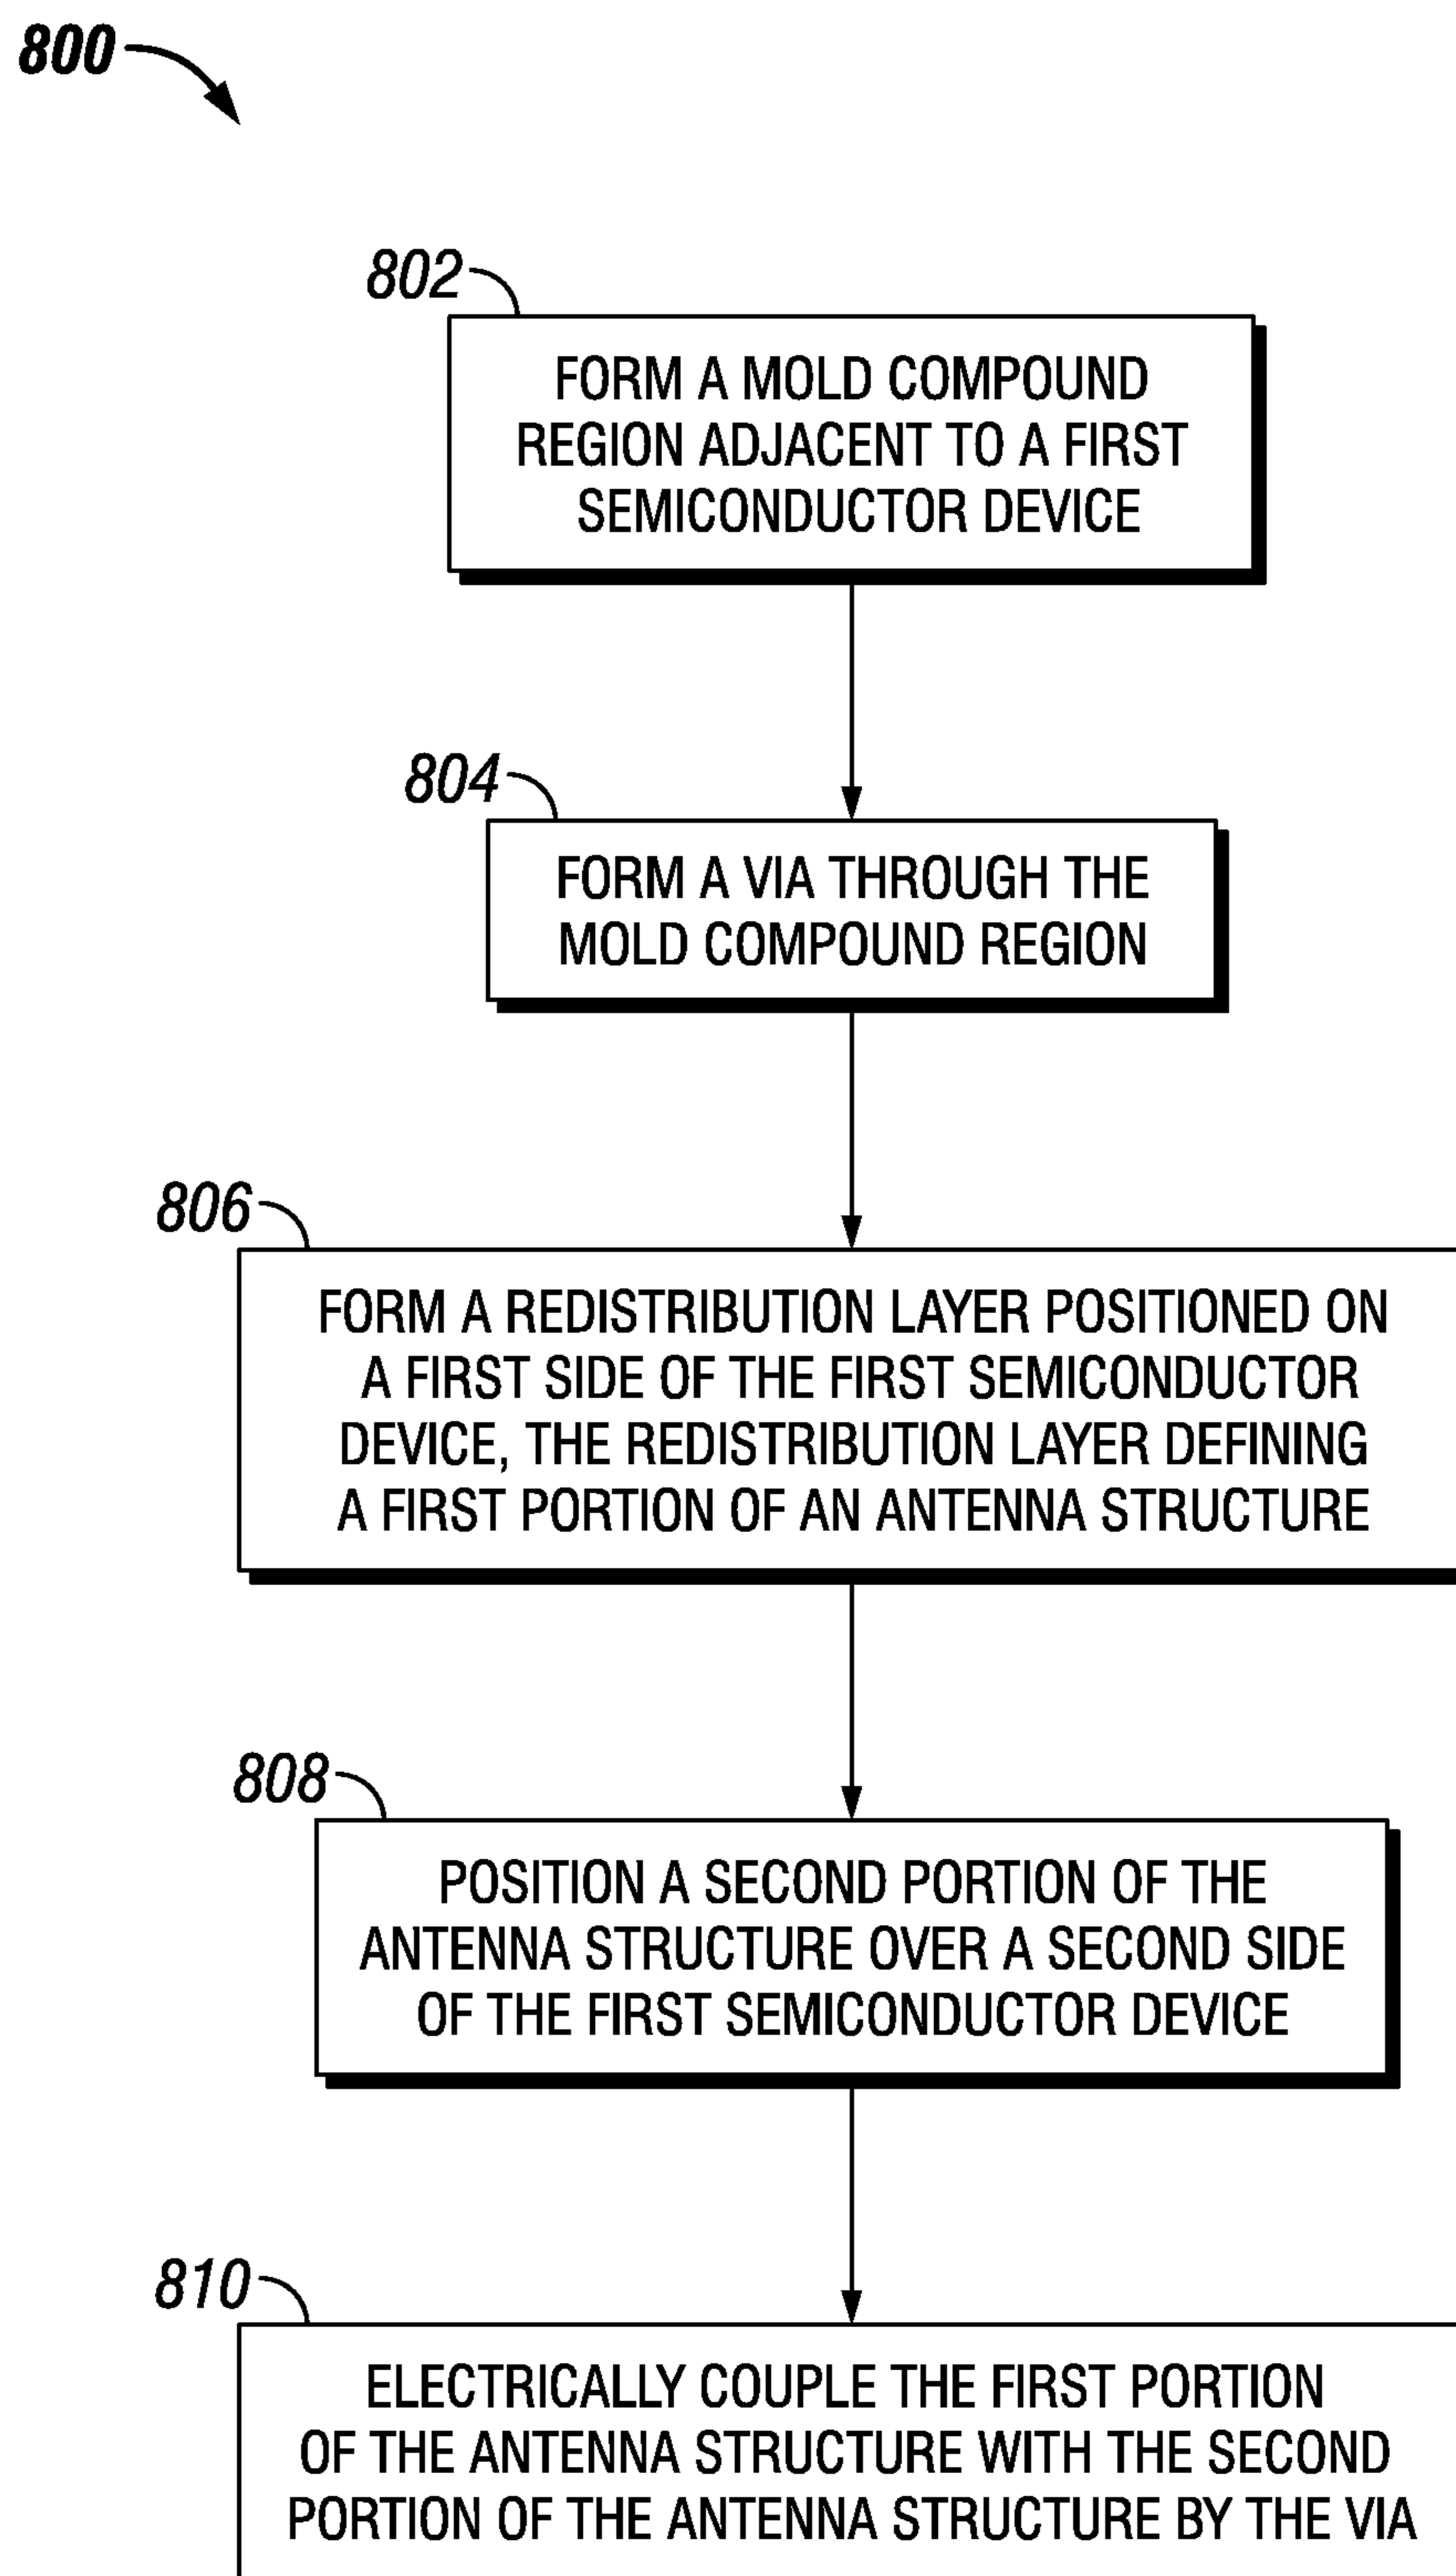 800
802
FORM A MOLD COMPOUND
REGION ADJACENT TO A FIRST
SEMICONDUCTOR DEVICE
804
FORM A VIA THROUGH THE
MOLD COMPOUND REGION
806
FORM A REDISTRIBUTION LAYER POSITIONED ON
A FIRST SIDE OF THE FIRST SEMICONDUCTOR
DEVICE, THE REDISTRIBUTION LAYER DEFINING
A FIRST PORTION OF AN ANTENNA STRUCTURE
808
POSITION A SECOND PORTION OF THE
ANTENNA STRUCTURE OVER A SECOND SIDE
OF THE FIRST SEMICONDUCTOR DEVICE
810
ELECTRICALLY COUPLE THE FIRST PORTION
OF THE ANTENNA STRUCTURE WITH THE SECOND
PORTION OF THE ANTENNA STRUCTURE BY THE VIA